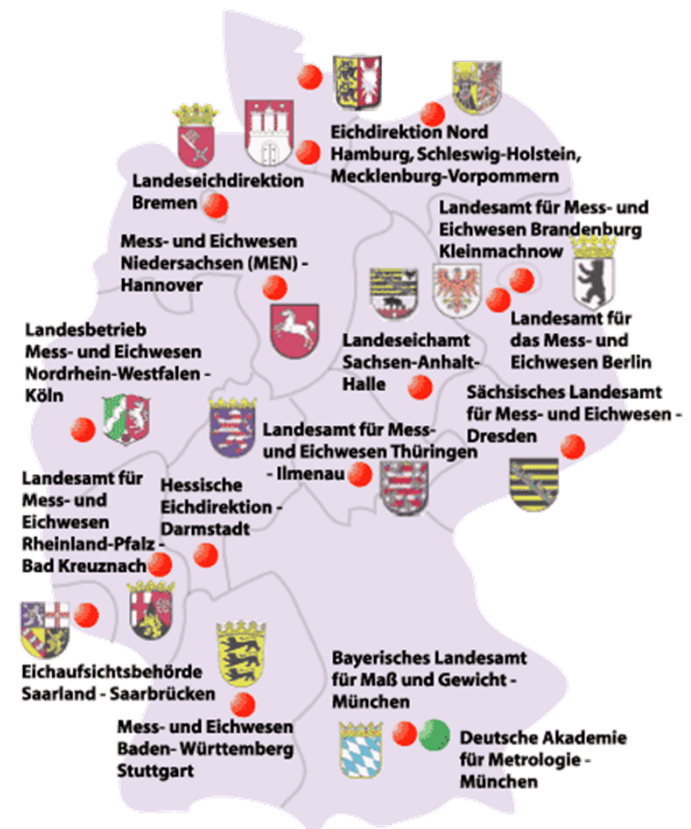 Eichdirektion Nord
Hamburg, Schleswig-Holstein,
Mecklenburg-Vorpommern
Landeseichdirektion
Bremen
Landesamt für Mess- und
Eichwesen Brandenburg
Kleinmachnow
Mess- und Eichwesen
Niedersachsen (MEN) -
Hannover
Landesamt für
das Mess- und
Eichwesen Berlin
Landesbetrieb
Mess- und Eichwesen
Nordrhein-Westfalen -
Köln
Landeseichamt
Sachsen-Anhalt-
Halle
Sächsisches Landesamt
für Mess- und Eichwesen -
Dresden
Landesamt für Mess-
und Eichwesen Thüringen
- Ilmenau
Landesamt für
Mess- und
Eichwesen
Rheinland-Pfalz -
Bad Kreuznach
Hessische
Eichdirektion -
Darmstadt
Eichaufsichtsbehörde
Saarland - Saarbrücken
Bayerisches Landesamt
für Maß und Gewicht -
München
Mess- und Eichwesen
Baden- Württemberg
Stuttgart
Deutsche Akademie
für Metrologie -
München